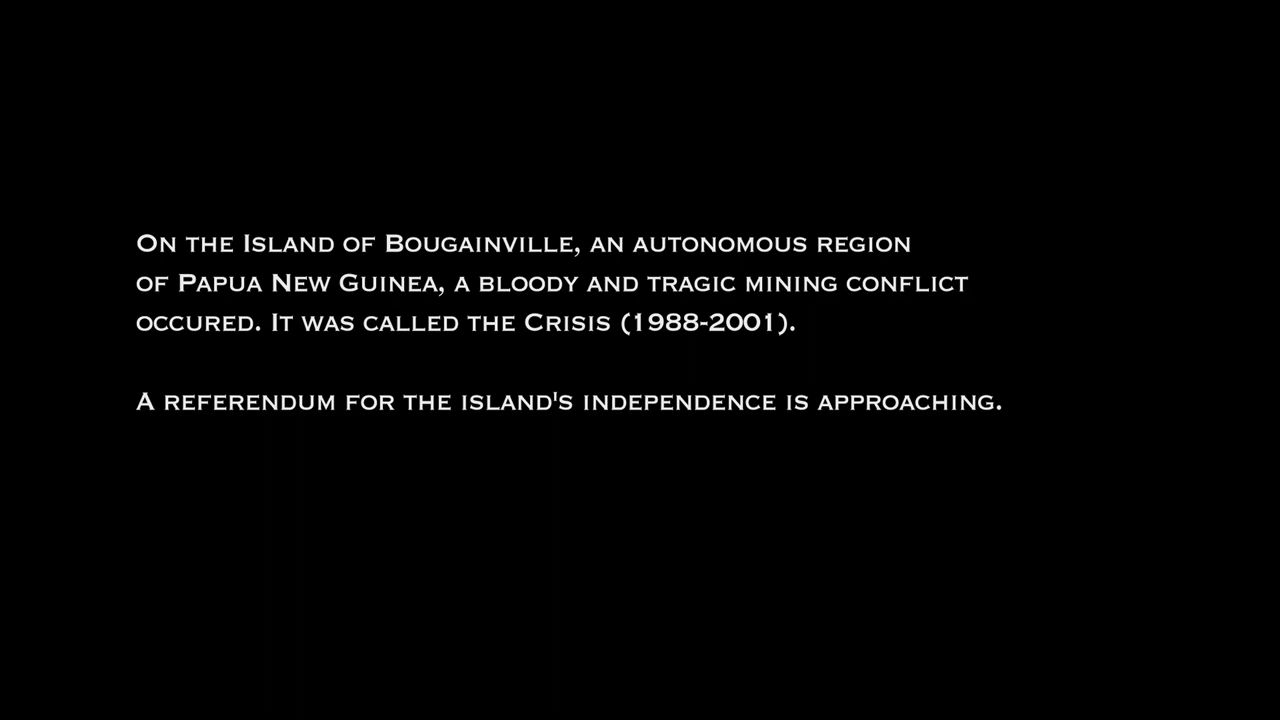 On the Island of Bougainville, an autonomous region
of Papua New Guinea, a bloody and tragic mining conflict
occured. It was called the Crisis (1988-2001).
A referendum for the island's independence is approaching.